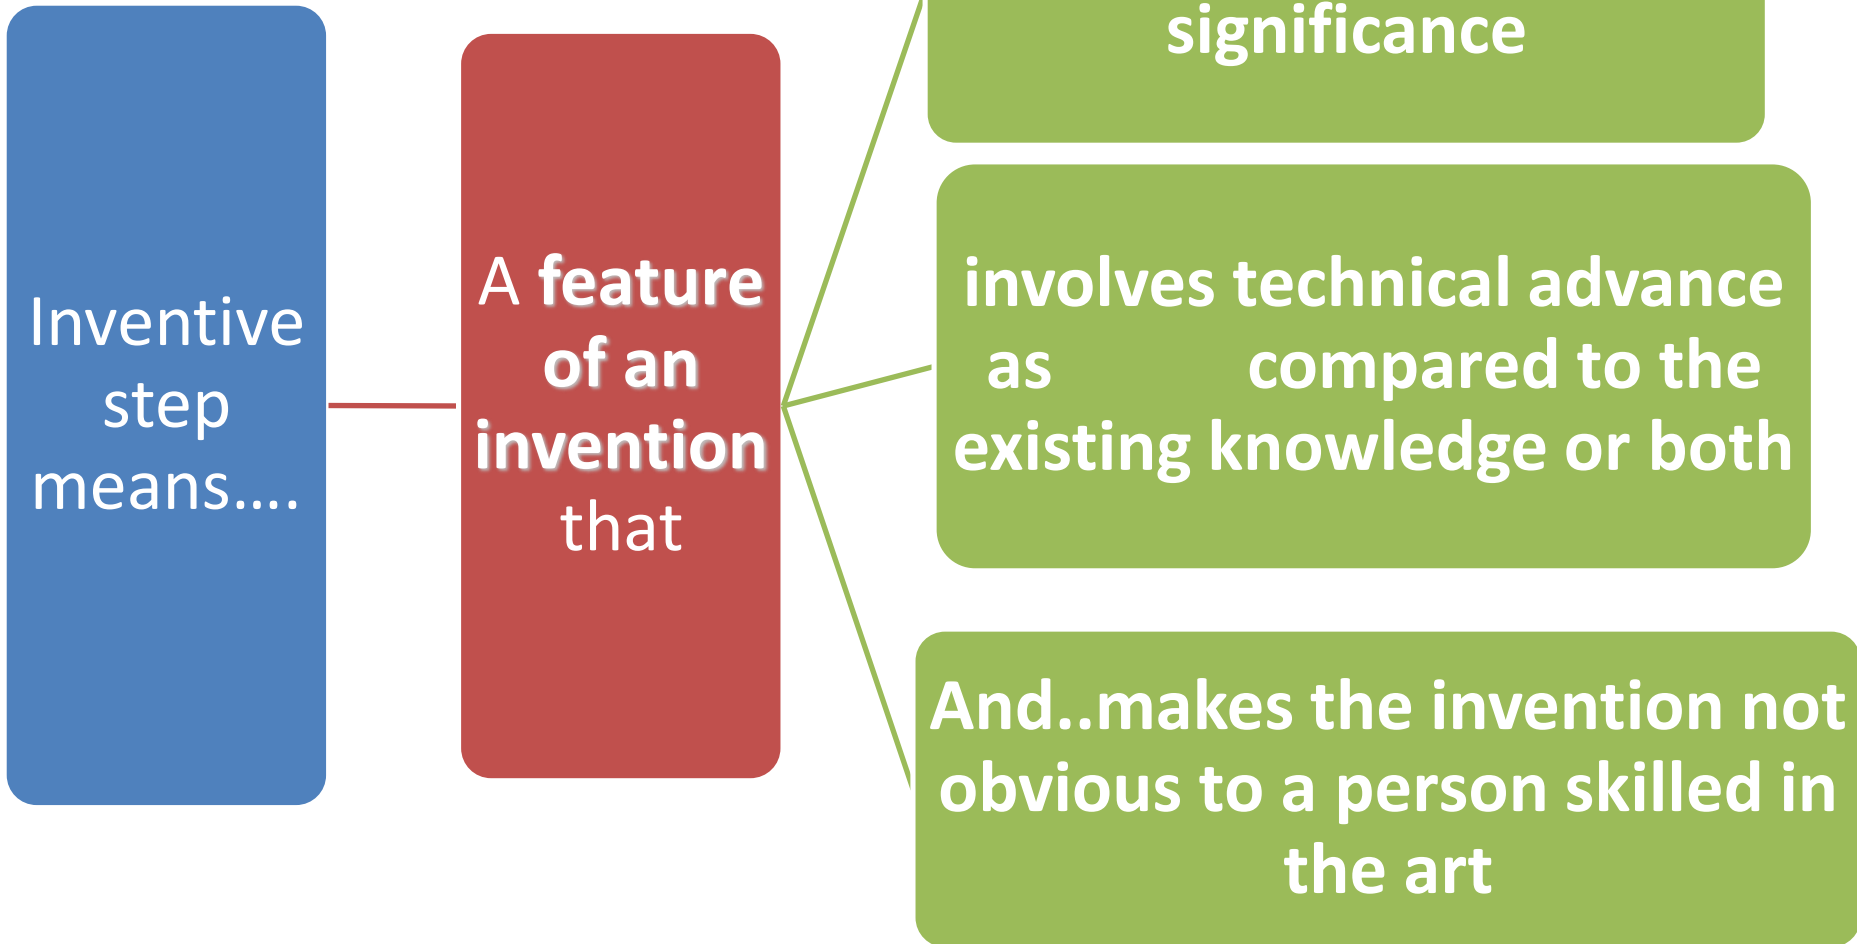 Inventive
step
means....
A feature
of an
invention
that
significance
involves technical advance
as compared to the
existing knowledge or both
And..makes the invention not
obvious to a person skilled in
the art